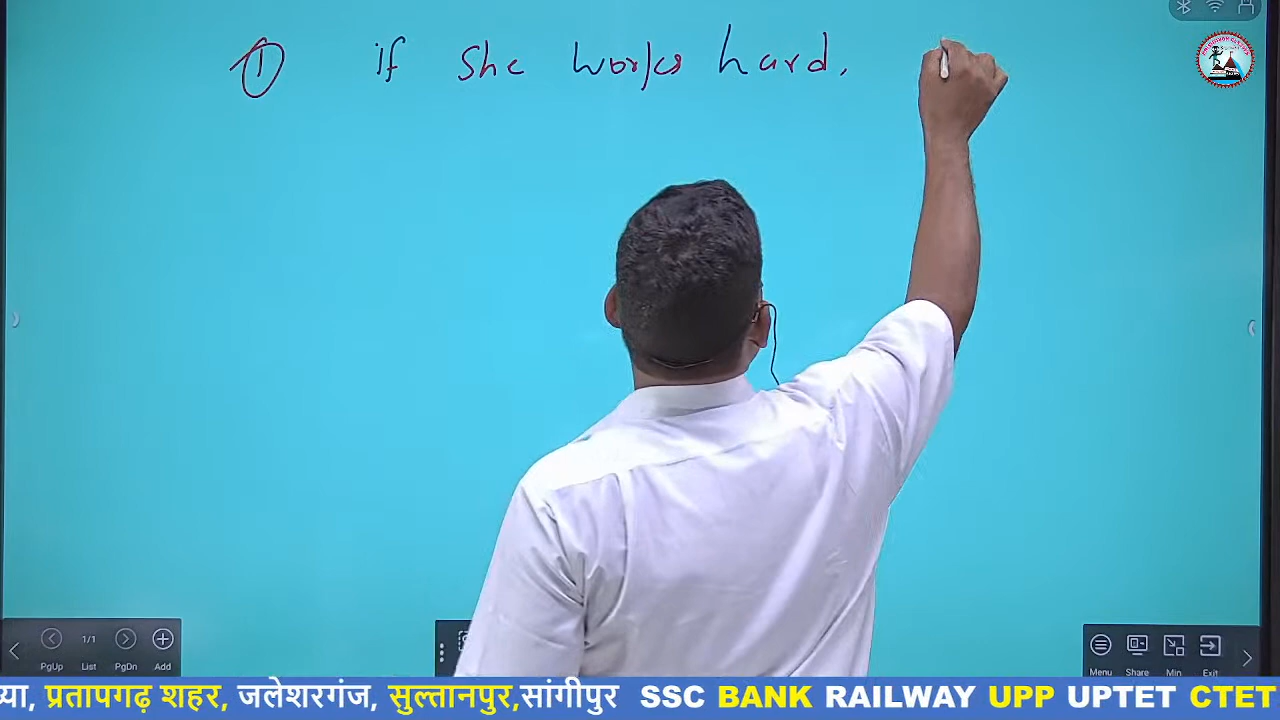 ① if she works hard,
PgUp
1/1
List
PgDn
Add
Menu
Share
Min
Exit
प्रतापगढ़ शहर, जलेशरगंज, सुल्तानपुर,सांगीपुर SSC BANK RAILWAY UPP UPTET CTET